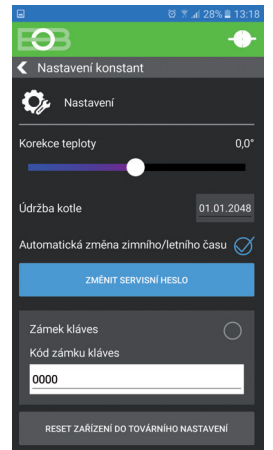 28% 13:18
EOB
Nastavení konstant
Nastavení
Korekce teploty 0,0°
Údržba kotle 01.01.2048
Automatická změna zimního/letního času
ZMĚNIT SERVISNÍ HESLO
Zámek kláves
Kód zámku kláves
0000
RESET ZAŘÍZENÍ DO TOVÁRNÍHO NASTAVENÍ